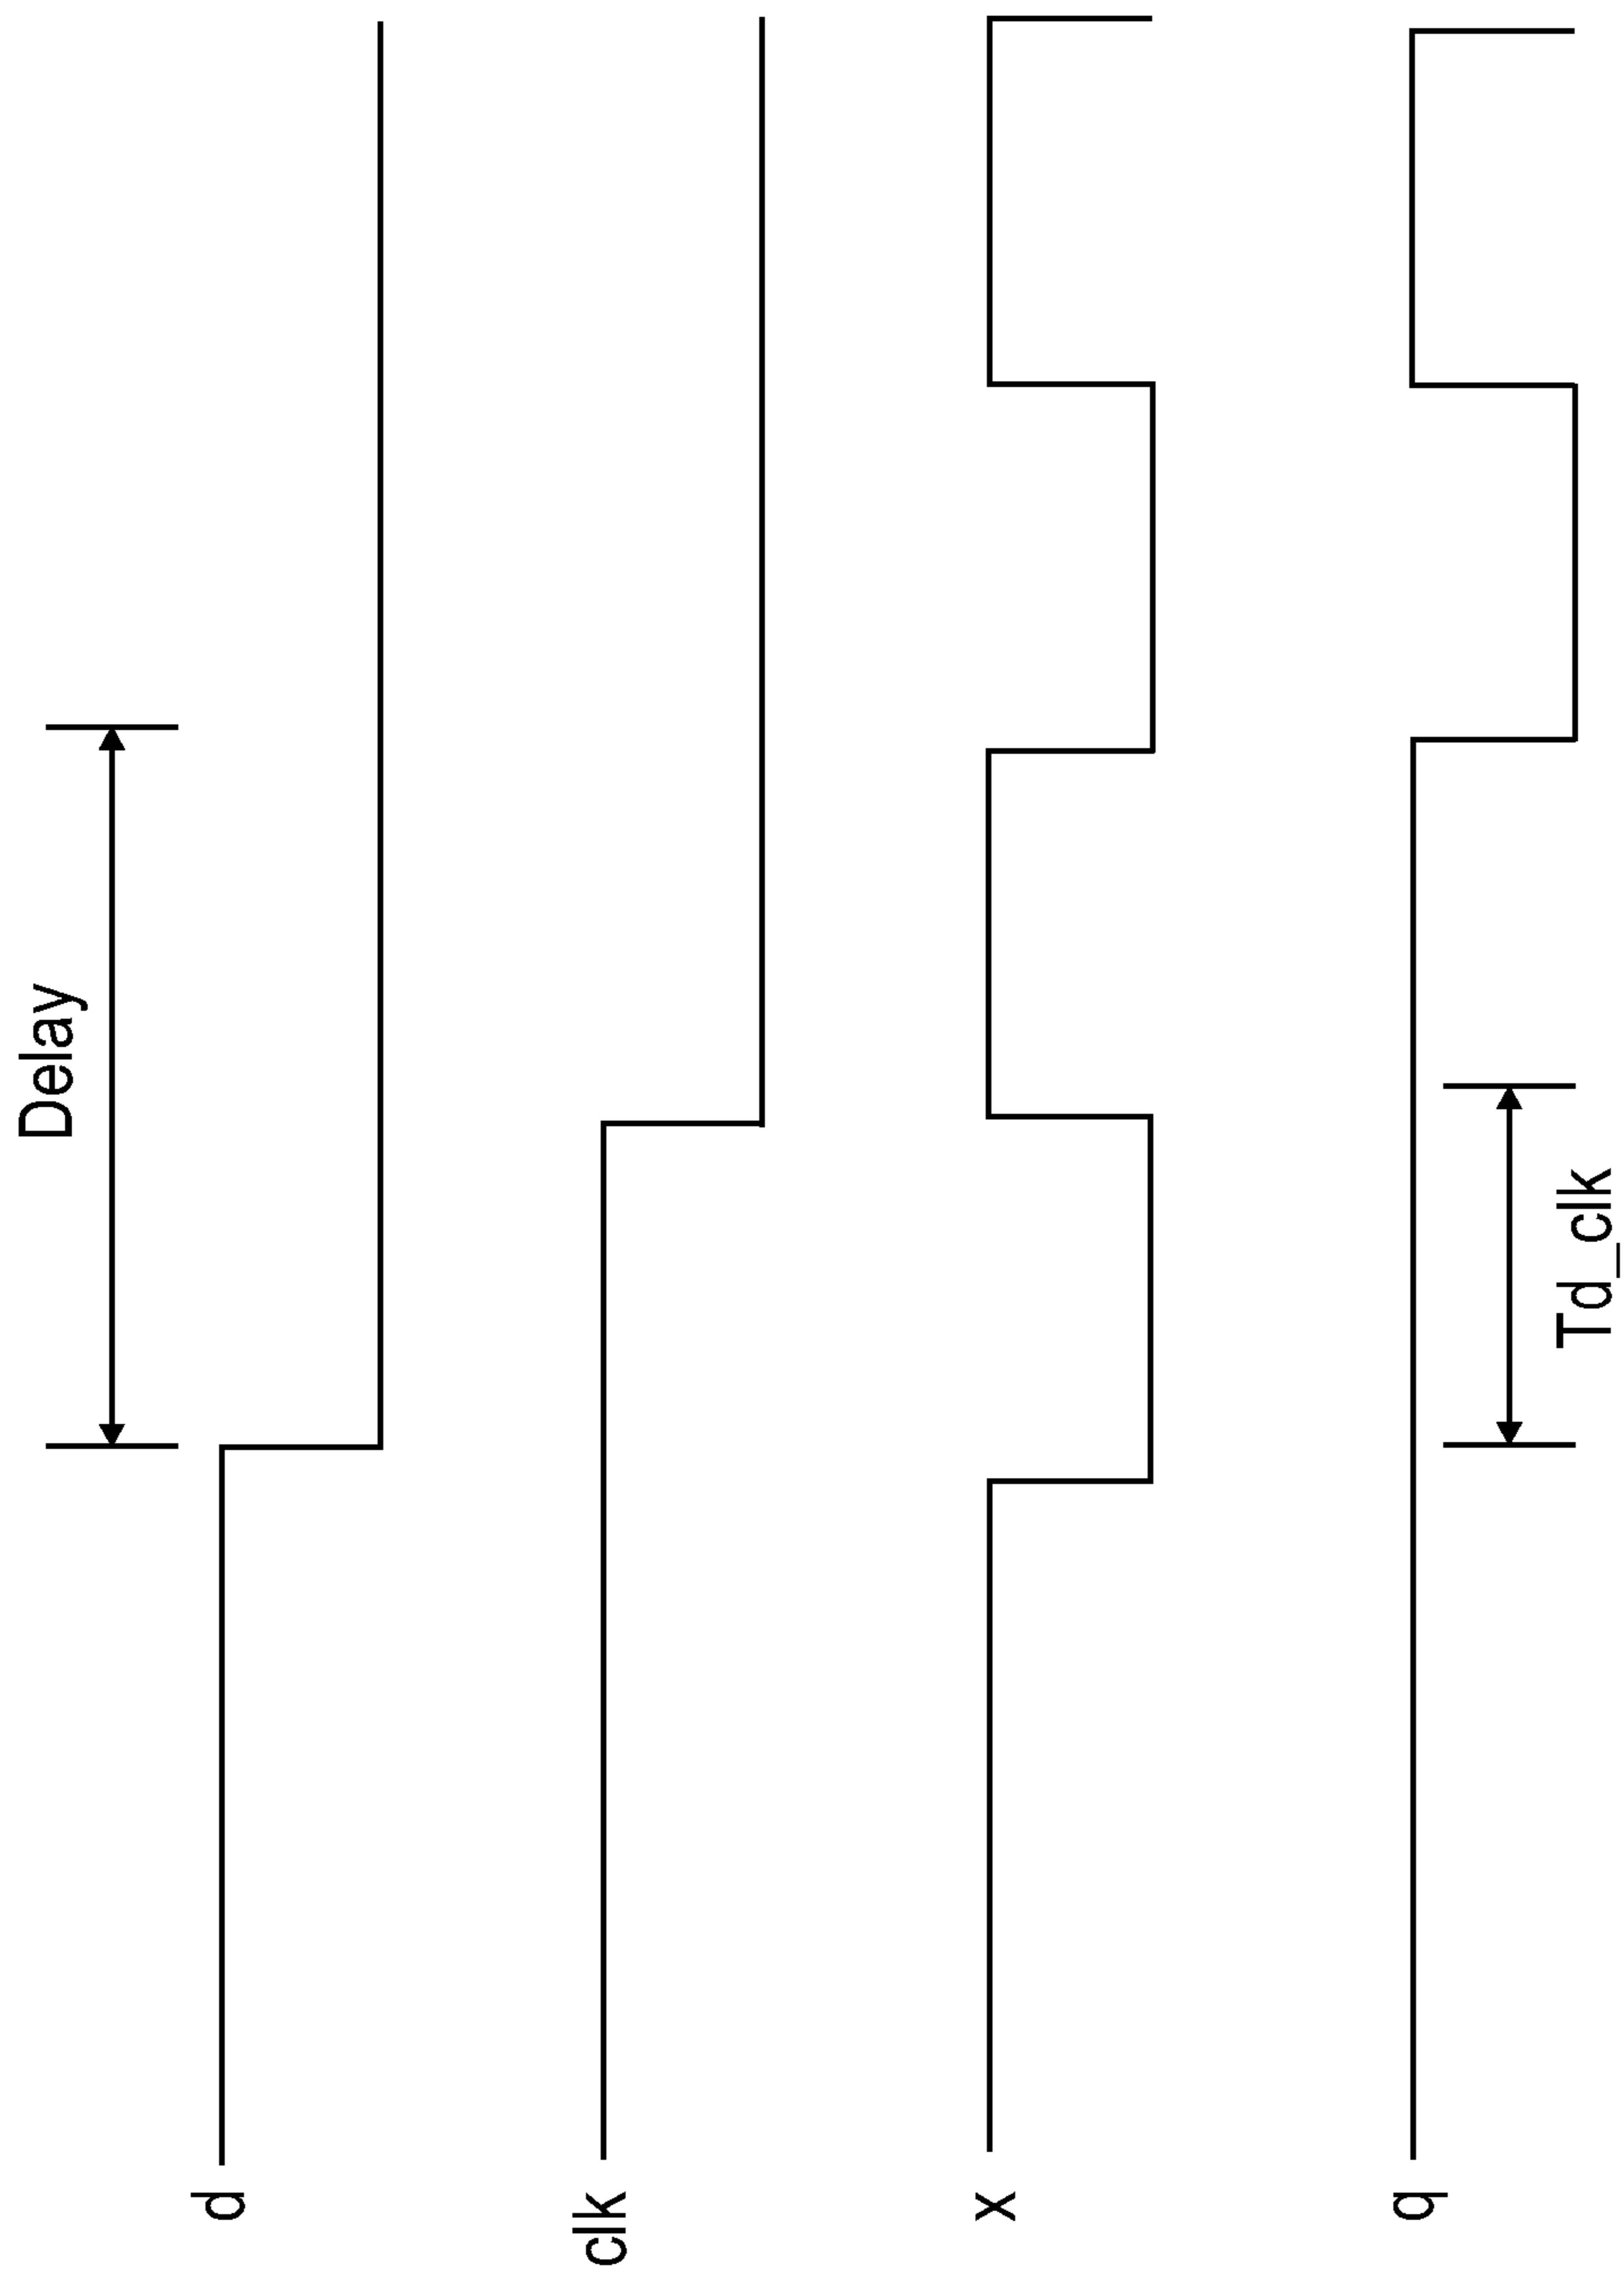 Delay
d
clk
x
q
Td_clk